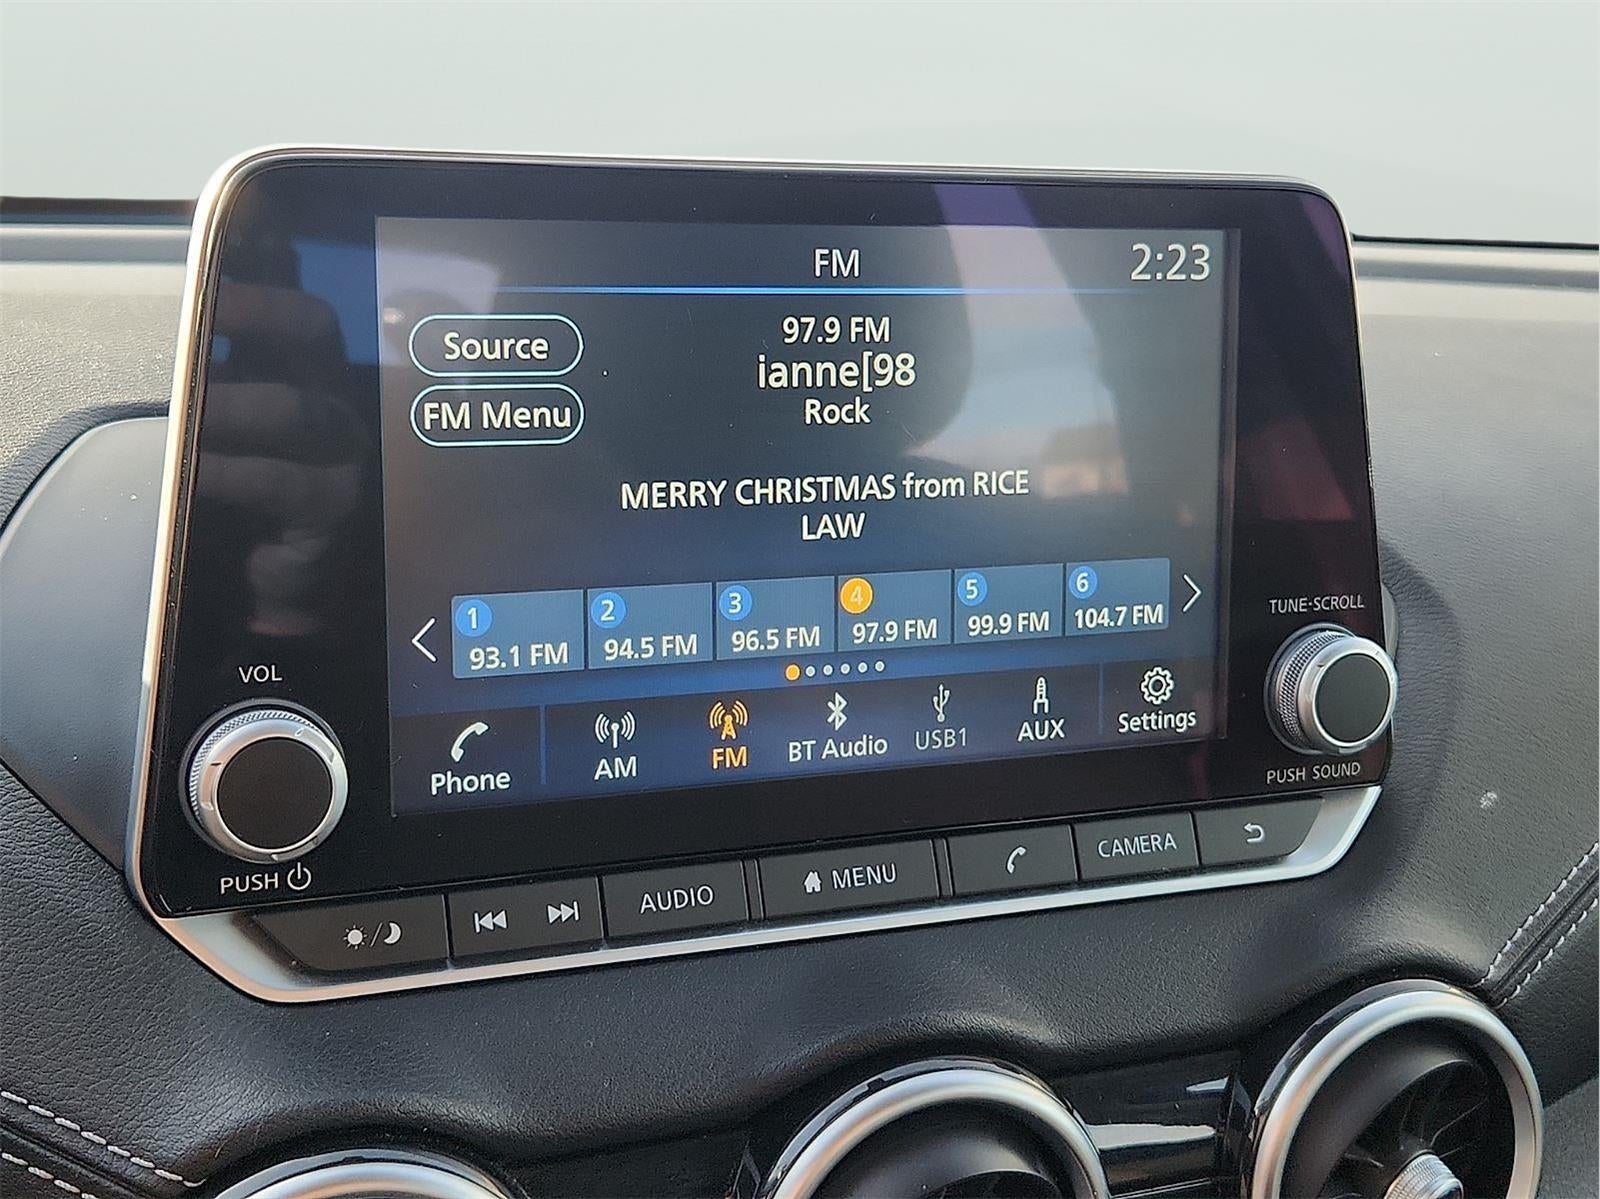 FM
2:23
Source
97.9 FM
ianne[98
FM Menu
Rock
MERRY CHRISTMAS from RICE
LAW
1 2 3 4 5 6
93.1 FM 94.5 FM 96.5 FM 97.9 FM 99.9 FM 104.7 FM
Phone AM FM BT Audio USB1 AUX Settings
VOL
PUSH
TUNE·SCROLL
PUSH SOUND
AUDIO MENU CAMERA